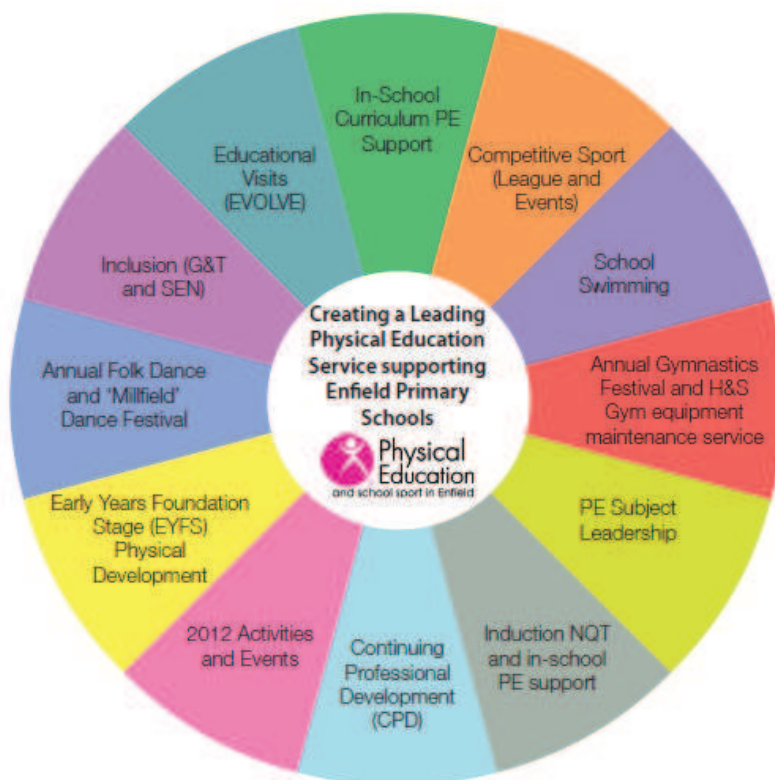 In-School
Curriculum PE
Support
Competitive Sport
(League and
Events)
School
Swimming
Annual Gymnastics
Festival and H&S
Gym equipment
maintenance service
PE Subject
Leadership
Induction NQT
and in-school
PE support
Continuing
Professional
Development
(CPD)
2012 Activities
and Events
Early Years Foundation
Stage (EYFS)
Physical
Development
Annual Folk Dance
and ‘Millfield’
Dance Festival
Inclusion (G&T
and SEN)
Educational
Visits
(EVOLVE)
Creating a Leading
Physical Education
Service supporting
Enfield Primary
Schools
Physical
Education
and school sport in Enfield